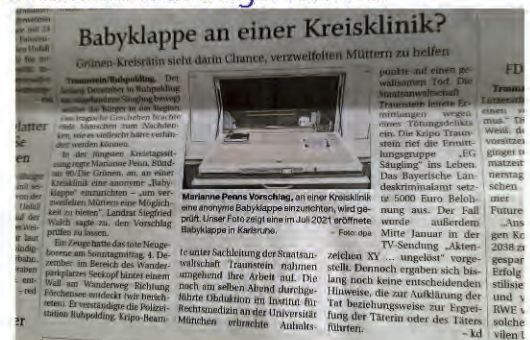 Babyklappe an einer Kreisklinik?
Grünen-Kreisrätin sieht darin Chance, verzweifelten Müttern zu helfen
Traunstein/Ruhpolding. Der
Anfang Dezember in Ruhpolding
tot aufgefundene Säugling bewegt
weiter die Bürger in der Region.
Das tragische Geschehen brachte
viele Menschen zum Nachden-
ken, wie es vielleicht hätte verhin-
dert werden können.
In der jüngsten Kreistagssit-
zung regte Marianne Penn, Bünd-
nis 90/Die Grünen, an, an einer
Kreisklinik eine anonyme „Baby-
klappe“ einzurichten – „um ver-
zweifelten Müttern eine Möglich-
keit zu bieten“. Landrat Siegfried
Walch sagte zu, den Vorschlag
prüfen zu lassen.
Ein Zeuge hatte das tote Neuge-
borene am Sonntagmittag, 4. De-
zember, im Bereich des Wander-
parkplatzes Seekopf hinter einem
Wall am Wanderweg Richtung
Förchensee entdeckt (wir berich-
teten). Er verständigte die Polizei-
station Ruhpolding. Kripo-Beam-
Marianne Penns Vorschlag, an einer Kreisklinik
eine anonyme Babyklappe einzurichten, wird ge-
prüft. Unser Foto zeigt eine im Juli 2021 eröffnete
Babyklappe in Karlsruhe.
– Foto: dpa
te unter Sachleitung der Staatsan-
waltschaft Traunstein nahmen
umgehend ihre Arbeit auf. Die
noch am selben Abend durchge-
führte Obduktion im Institut für
Rechtsmedizin an der Universität
München erbrachte Anhalts-
punkte auf einen ge-
waltsamen Tod. Die
Staatsanwaltschaft
Traunstein leitete Er-
mittlungen wegen
eines Tötungsdelikts
ein. Die Kripo Traun-
stein rief die Ermitt-
lungsgruppe „EG
Säugling“ ins Leben.
Das Bayerische Lan-
deskriminalamt setz-
te 5000 Euro Beloh-
nung aus. Der Fall
wurde außerdem
Mitte Januar in der
TV-Sendung „Akten-
zeichen XY ... ungelöst“ vorge-
stellt. Dennoch ergaben sich bis-
lang noch keine entscheidenden
Hinweise, die zur Aufklärung der
Tat beziehungsweise zur Ergrei-
fung der Täterin oder des Täters
führten.
– kd